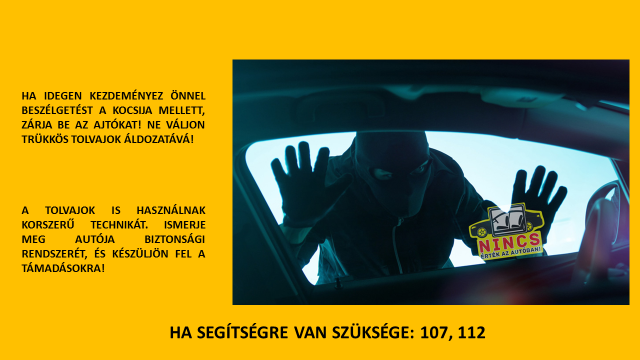 HA IDEGEN KEZDEMÉNYEZ ÖNNEL
BESZÉLGETÉST A KOCSIJA MELLETT,
ZÁRJA BE AZ AJTÓKAT! NE VÁLJON
TRÜKKÖS TOLVAJOK ÁLDOZATÁVÁ!
A TOLVAJOK IS HASZNÁLNAK
KORSZERŰ TECHNIKÁT. ISMERJE
MEG AUTÓJA BIZTONSÁGI
RENDSZERÉT, ÉS KÉSZÜLJÖN FEL A
TÁMADÁSOKRA!
NINCS
ÉRTÉK AZ AUTÓBAN!
HA SEGÍTSÉGRE VAN SZÜKSÉGE: 107, 112